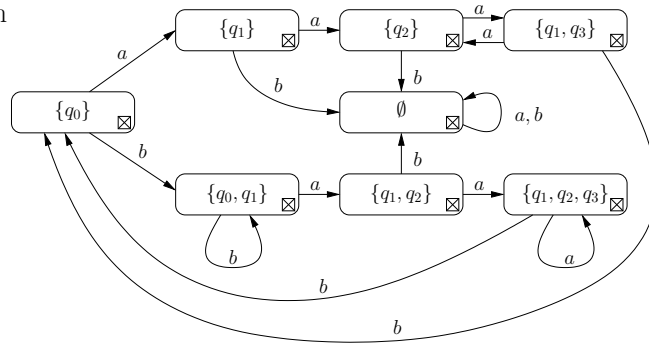 n
{q₁} a {q₂} a {q₁, q₃}
a
a
b
b
{q₀} ∅ a, b
b
b
{q₀, q₁} a {q₁, q₂} a {q₁, q₂, q₃}
b a
b
b